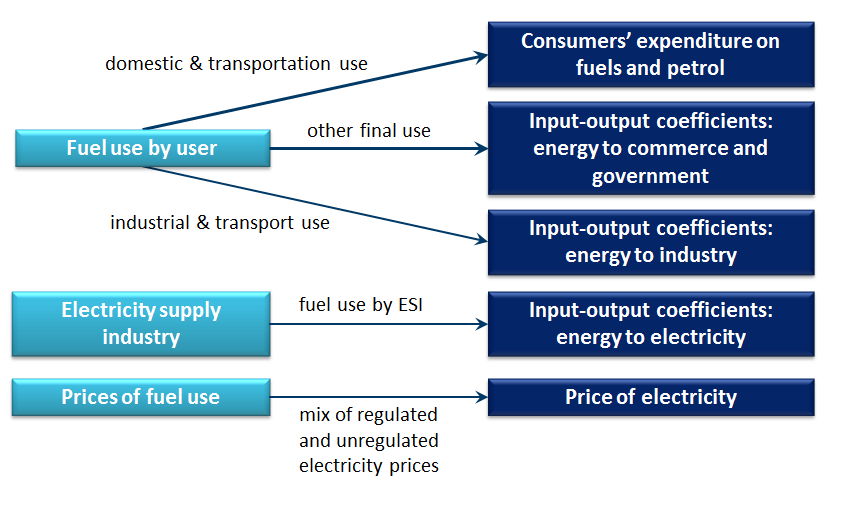 domestic & transportation use
Consumers’ expenditure on
fuels and petrol
Fuel use by user
other final use
Input-output coefficients:
energy to commerce and
government
industrial & transport use
Input-output coefficients:
energy to industry
Electricity supply
industry
fuel use by ESI
Input-output coefficients:
energy to electricity
Prices of fuel use
mix of regulated
and unregulated
electricity prices
Price of electricity